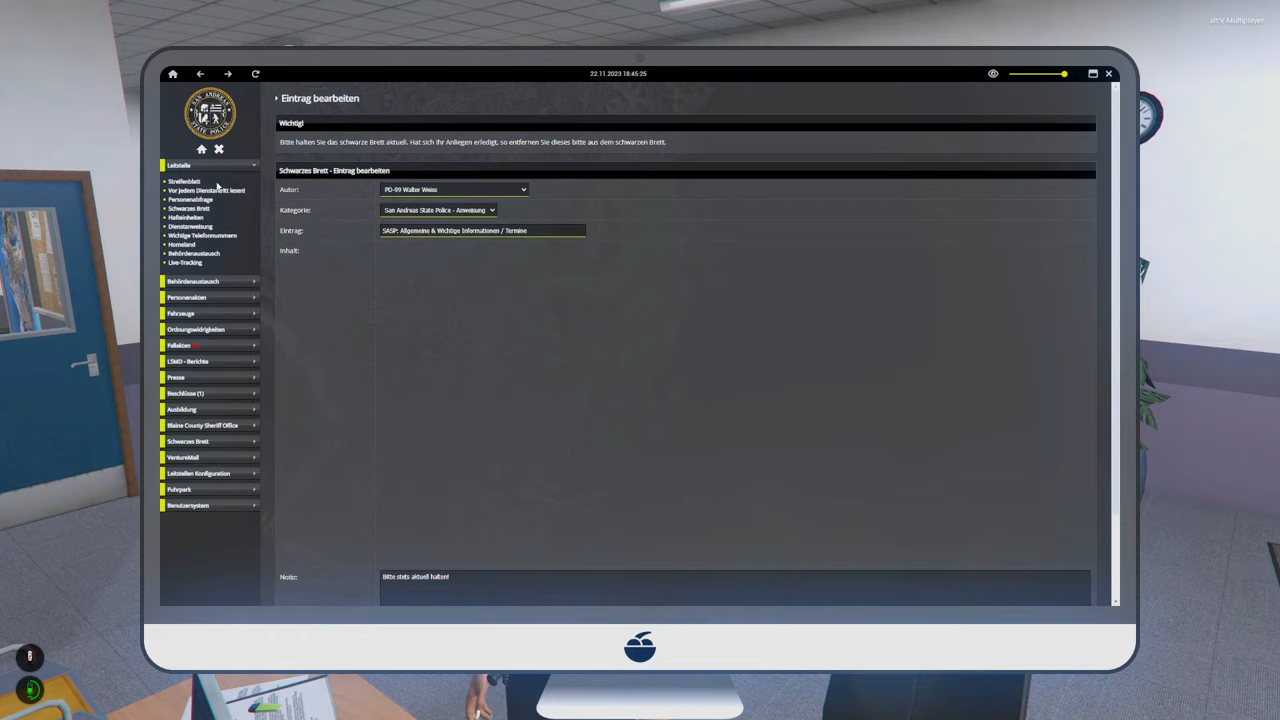 alt:V Multiplayer
22.11.2023 18:45:25
SAN ANDREAS
STATE POLICE
Eintrag bearbeiten
Wichtig!
Bitte halten Sie das schwarze Brett aktuell. Hat sich Ihr Anliegen erledigt, so entfernen Sie dieses bitte aus dem schwarzen Brett.
Leitstelle
Streifenblatt
Vor jedem Dienstantritt lesen!
Personenabfrage
Schwarzes Brett
Hafteinheiten
Dienstanweisung
Wichtige Telefonnummern
Homeland
Behördenaustausch
Live-Tracking
Behördenaustausch
Personenakten
Fahrzeuge
Ordnungswidrigkeiten
Fallakten
LSMD - Berichte
Presse
Beschlüsse (1)
Ausbildung
Blaine County Sheriff Office
Schwarzes Brett
VentureMail
Leitstellen Konfiguration
Fuhrpark
Benutzersystem
Schwarzes Brett - Eintrag bearbeiten
Autor: PD-99 Walter Weiss
Kategorie: San Andreas State Police - Anweisung
Eintrag: SASP: Allgemeine & Wichtige Informationen / Termine
Inhalt:
Notiz: Bitte stets aktuell halten!